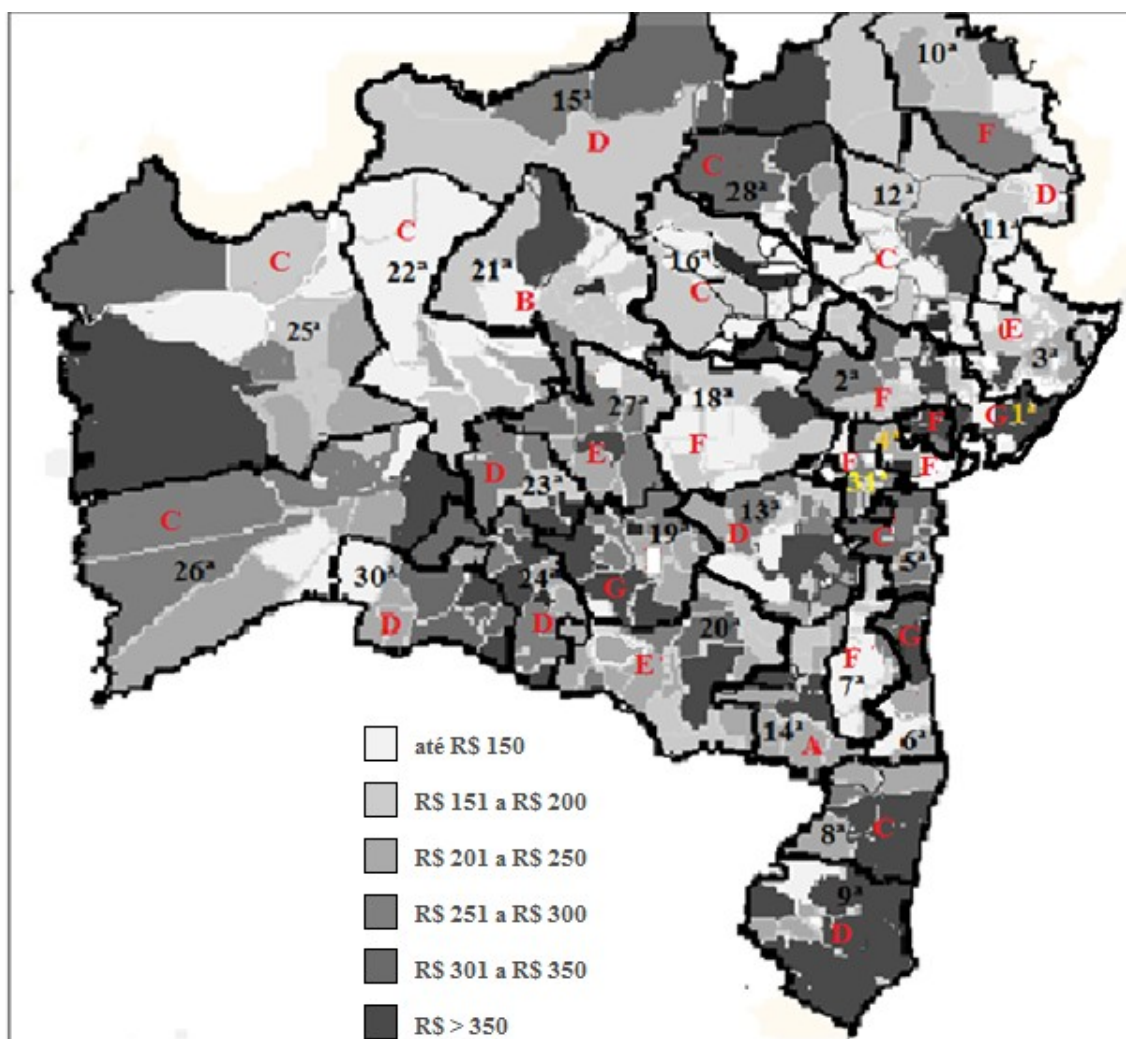 10ª
15ª
F
D
C
28ª
12ª
D
11ª
C
C
22ª
21ª
16ª
C
C
B
E
25ª
3ª
2ª
27ª
18ª
F
G 1ª
F
4ª
F
E
D
F
F
34ª
23ª
C
13ª
19ª
D
C
26ª
30ª
24ª
5ª
G
D
D
20ª
G
E
F
7ª
14ª
A
6ª
até R$ 150
R$ 151 a R$ 200
8ª
C
R$ 201 a R$ 250
9ª
R$ 251 a R$ 300
D
R$ 301 a R$ 350
R$ > 350